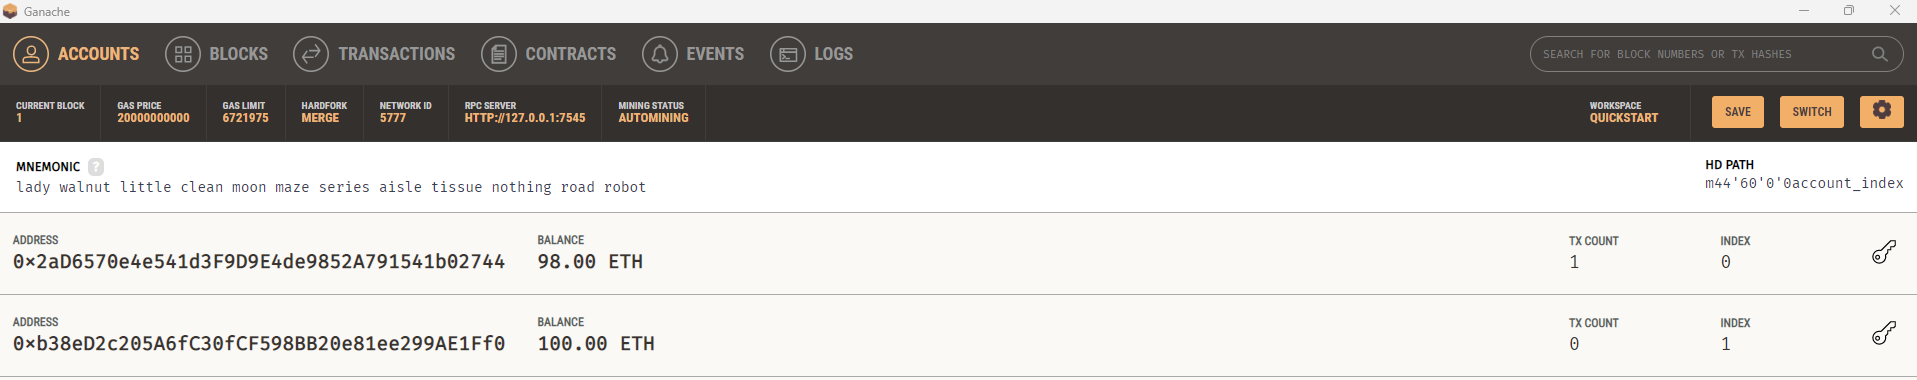 Ganache
ACCOUNTS BLOCKS TRANSACTIONS CONTRACTS EVENTS LOGS SEARCH FOR BLOCK NUMBERS OR TX HASHES
CURRENT BLOCK GAS PRICE GAS LIMIT HARDFORK NETWORK ID RPC SERVER MINING STATUS WORKSPACE
1 20000000000 6721975 MERGE 5777 HTTP://127.0.0.1:7545 AUTOMINING QUICKSTART SAVE SWITCH
MNEMONIC ? HD PATH
lady walnut little clean moon maze series aisle tissue nothing road robot m44'60'0'0account_index
ADDRESS BALANCE TX COUNT INDEX
0×2aD6570e4e541d3F9D9E4de9852A791541b02744 98.00 ETH 1 0
ADDRESS BALANCE TX COUNT INDEX
0×b38eD2c205A6fC30fCF598BB20e81ee299AE1Ff0 100.00 ETH 0 1